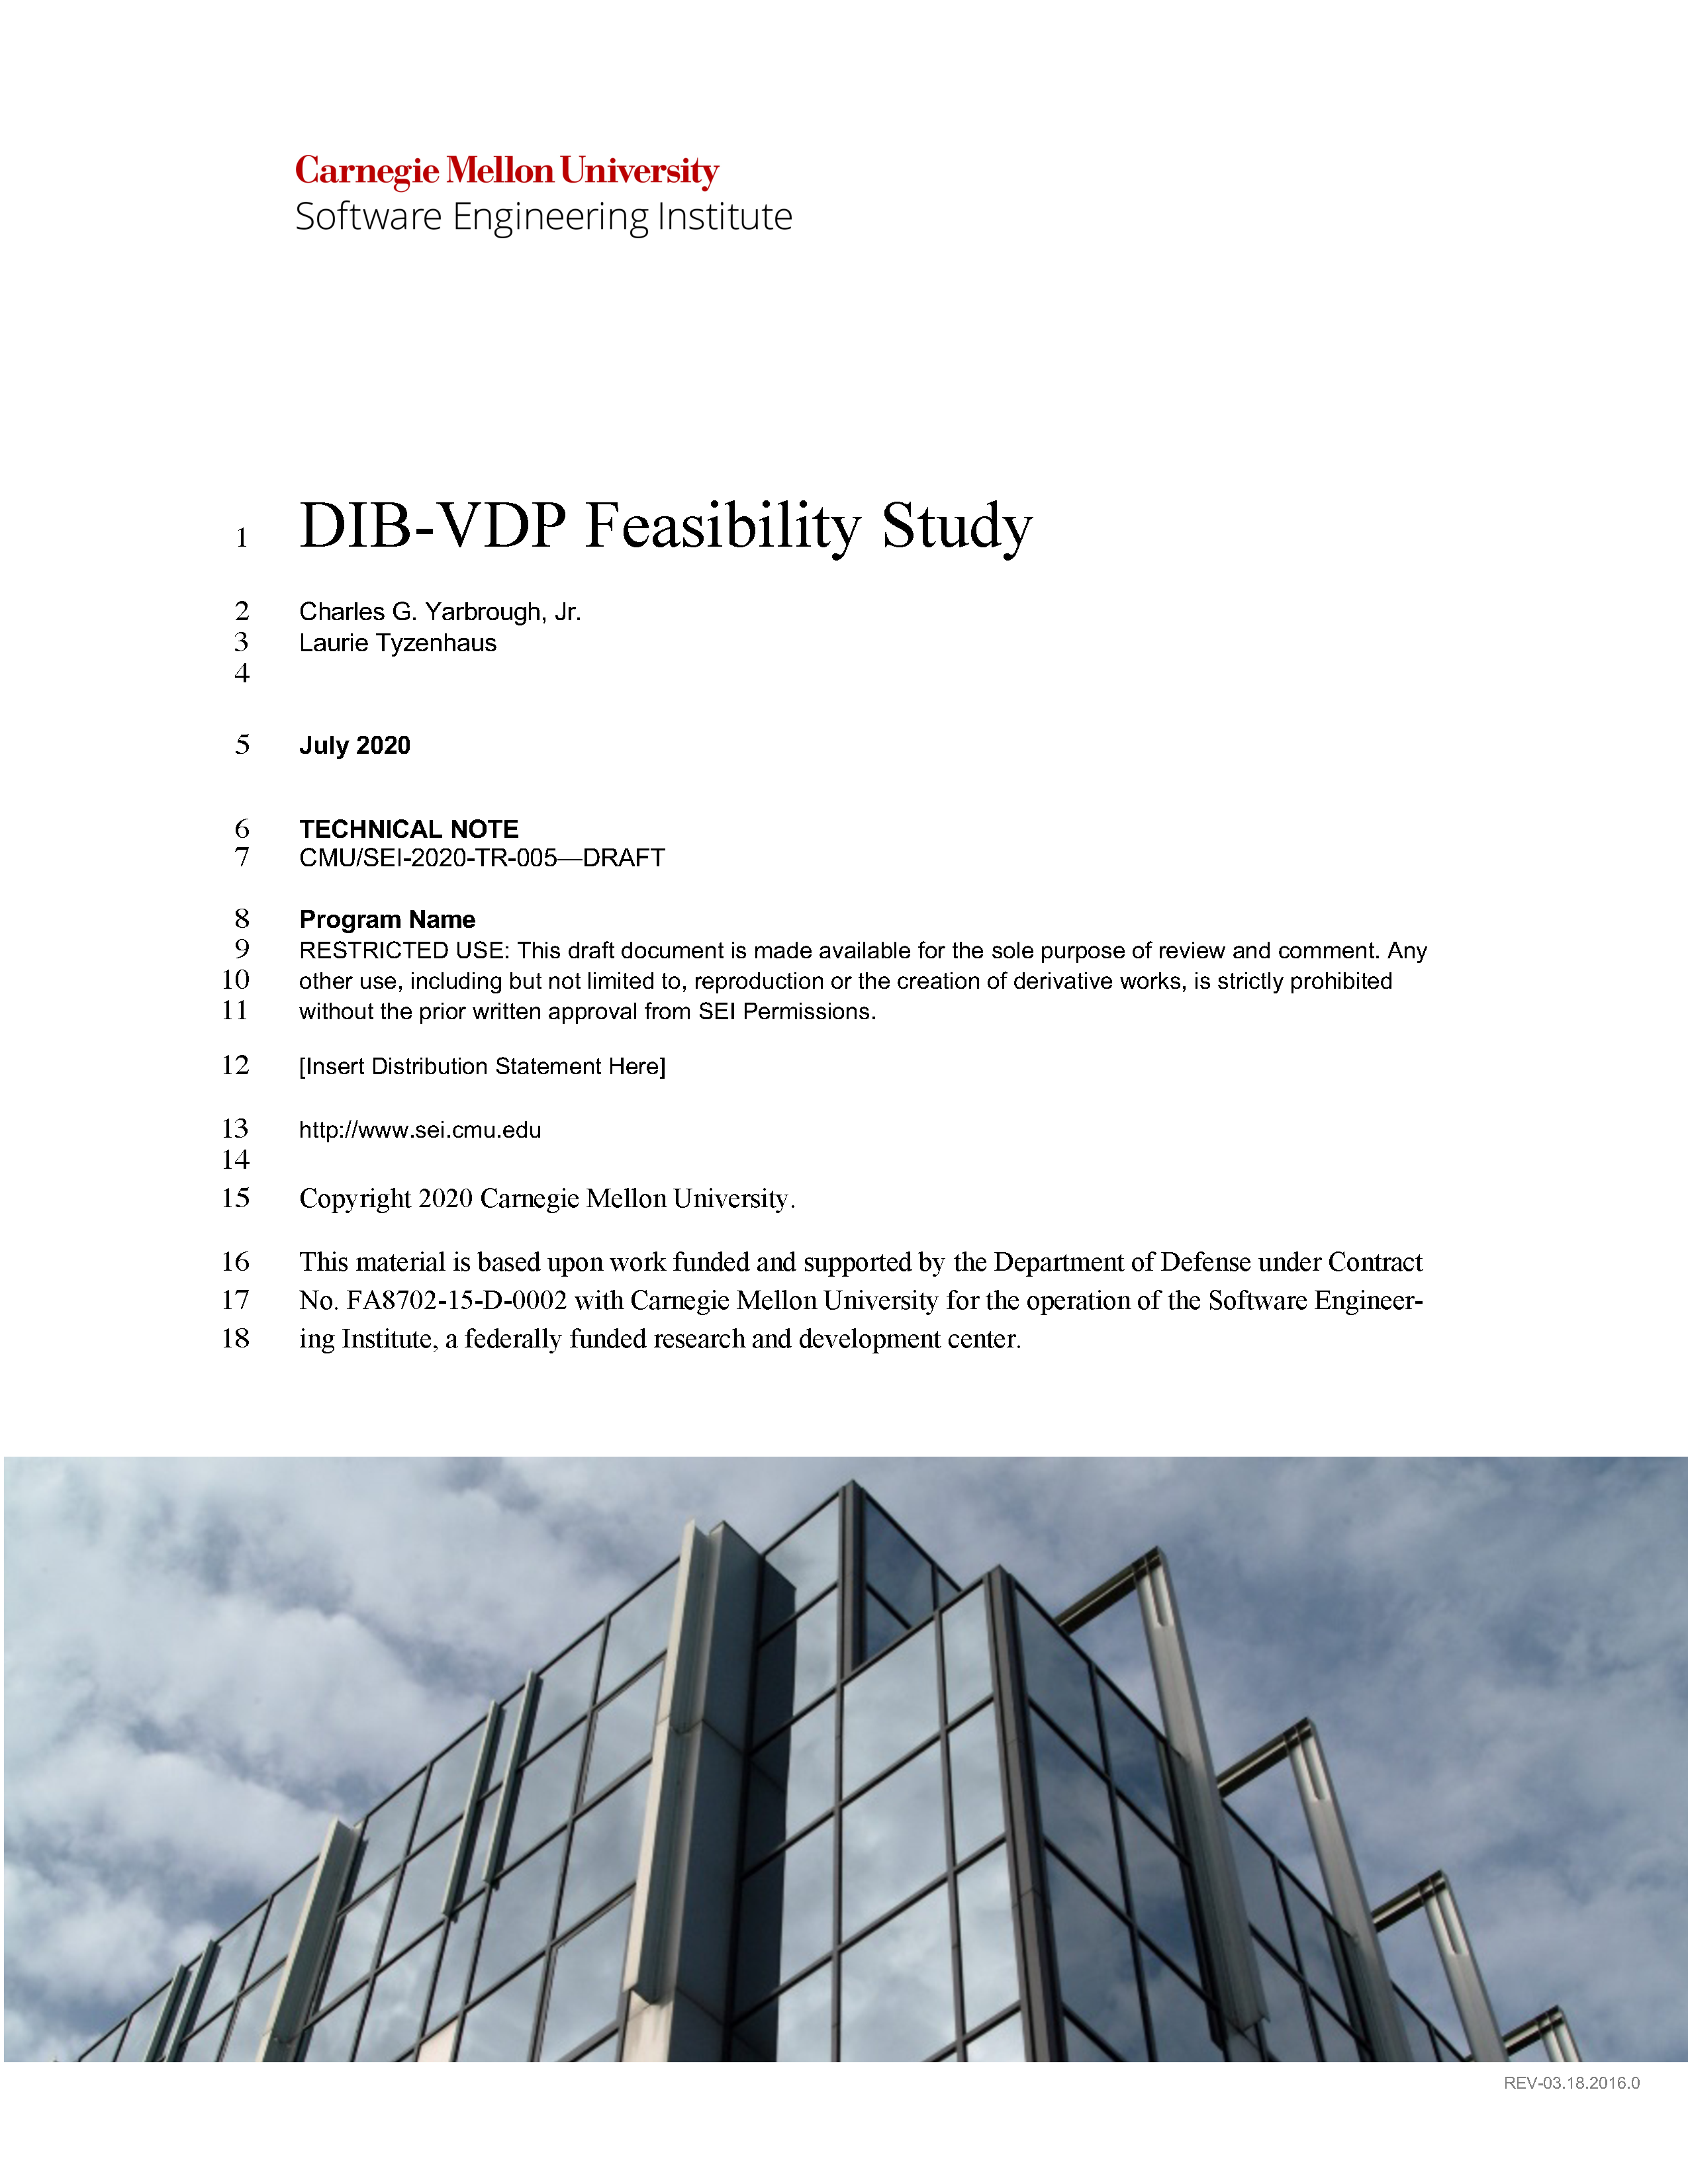 Carnegie Mellon University
Software Engineering Institute
1 DIB-VDP Feasibility Study
2 Charles G. Yarbrough, Jr.
3 Laurie Tyzenhaus
4
5 July 2020
6 TECHNICAL NOTE
7 CMU/SEI-2020-TR-005—DRAFT
8 Program Name
9 RESTRICTED USE: This draft document is made available for the sole purpose of review and comment. Any
10 other use, including but not limited to, reproduction or the creation of derivative works, is strictly prohibited
11 without the prior written approval from SEI Permissions.
12 [Insert Distribution Statement Here]
13 http://www.sei.cmu.edu
14
15 Copyright 2020 Carnegie Mellon University.
16 This material is based upon work funded and supported by the Department of Defense under Contract
17 No. FA8702-15-D-0002 with Carnegie Mellon University for the operation of the Software Engineer-
18 ing Institute, a federally funded research and development center.
REV-03.18.2016.0